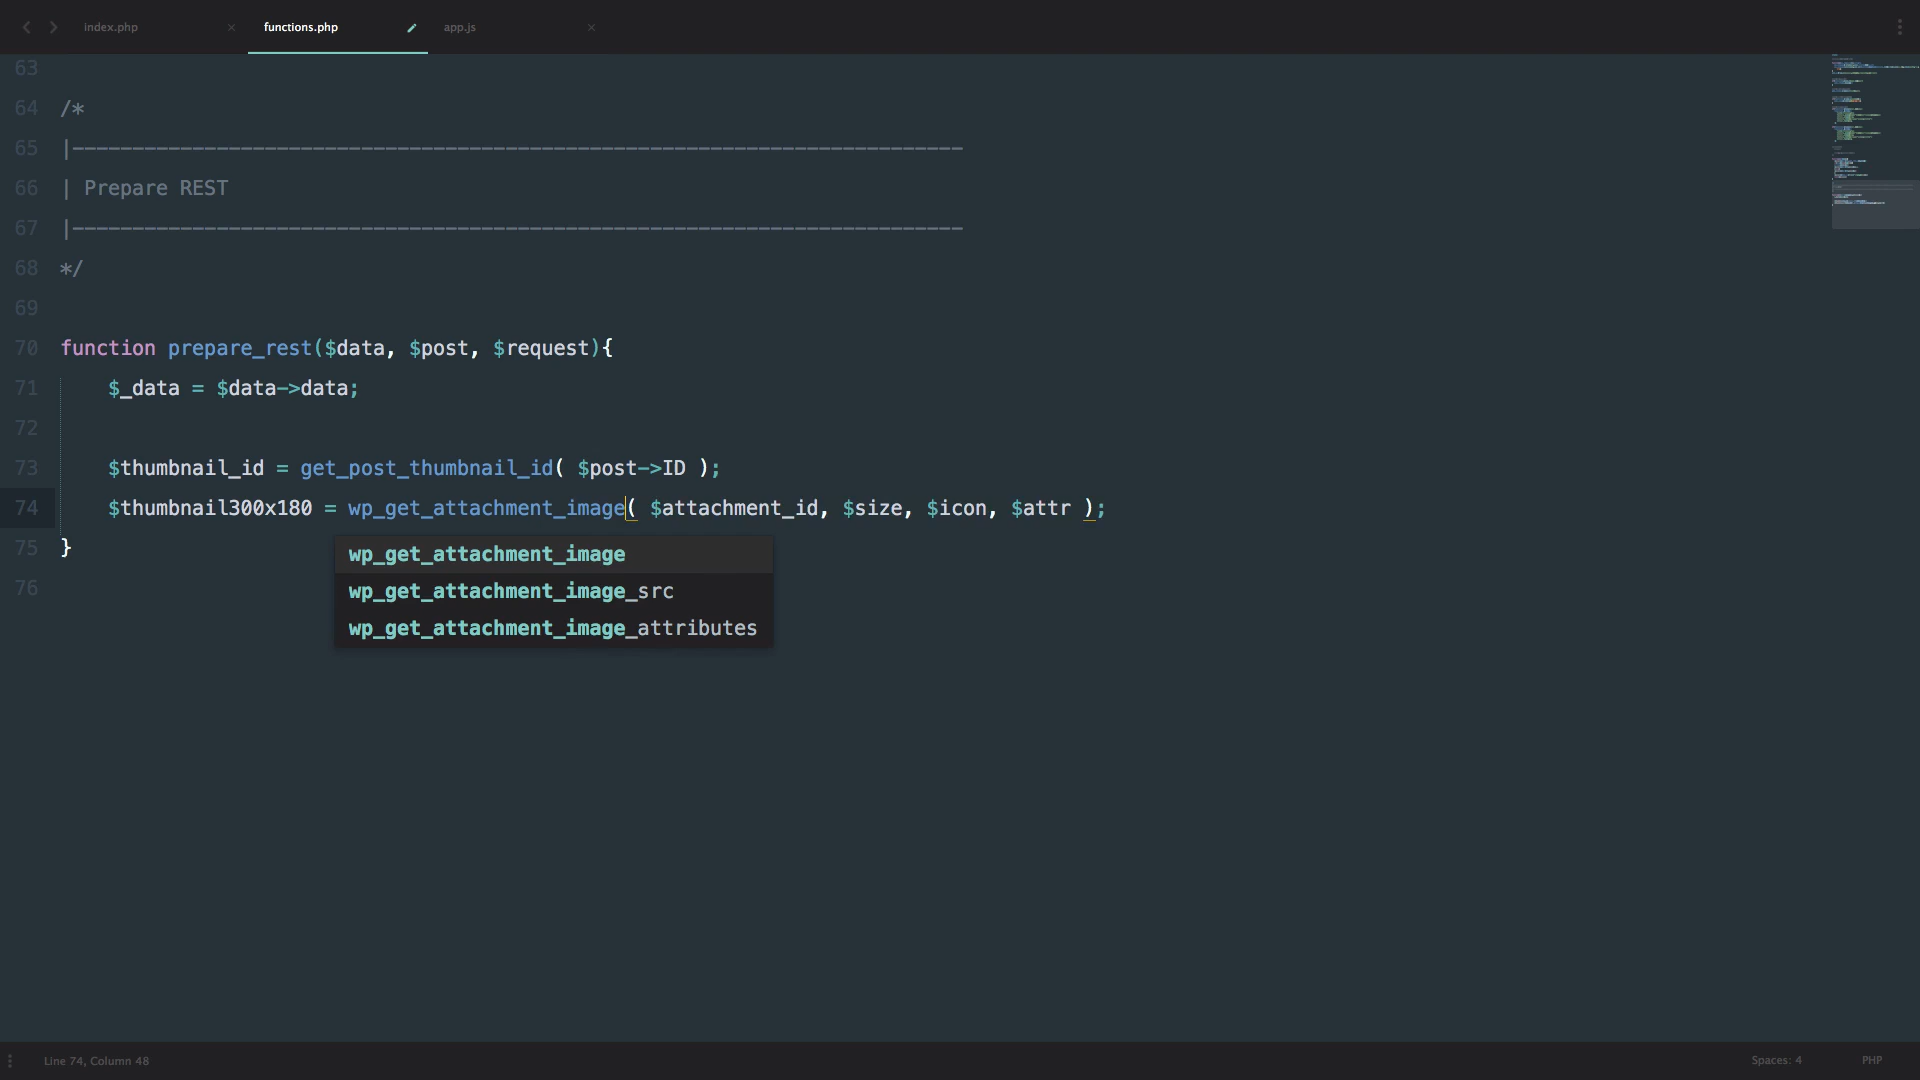 index.php
functions.php
app.js
63
64 /*
65 |--------------------------------------------------------------------------
66 | Prepare REST
67 |--------------------------------------------------------------------------
68 */
69
70 function prepare_rest($data, $post, $request){
71 $_data = $data->data;
72
73 $thumbnail_id = get_post_thumbnail_id( $post->ID );
74 $thumbnail300x180 = wp_get_attachment_image( $attachment_id, $size, $icon, $attr );
75 }
wp_get_attachment_image
76
wp_get_attachment_image_src
wp_get_attachment_image_attributes
Line 74, Column 48
Spaces: 4
PHP